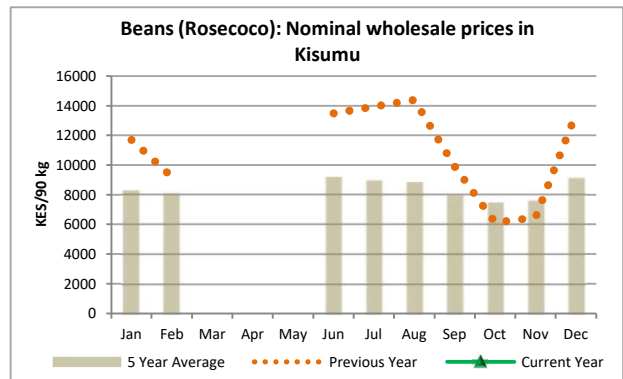 Beans (Rosecoco): Nominal wholesale prices in
Kisumu
KES/90 kg
16000
14000
12000
10000
8000
6000
4000
2000
0
Jan Feb Mar Apr May Jun Jul Aug Sep Oct Nov Dec
5 Year Average Previous Year Current Year